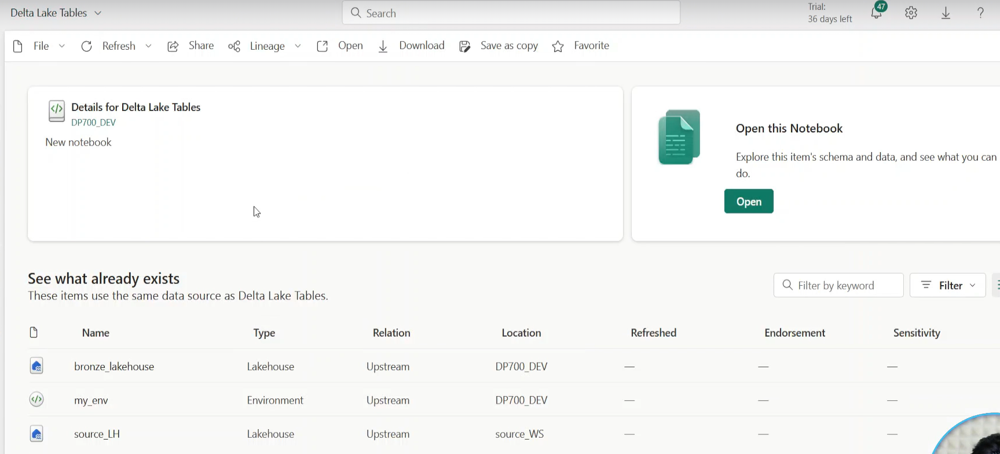 Delta Lake Tables
Search
Trial:
36 days left
47
?
File
Refresh
Share
Lineage
Open
Download
Save as copy
Favorite
Details for Delta Lake Tables
DP700_DEV
New notebook
Open this Notebook
Explore this item's schema and data, and see what you can
do.
Open
See what already exists
These items use the same data source as Delta Lake Tables.
Filter by keyword
Filter
Name Type Relation Location Refreshed Endorsement Sensitivity
bronze_lakehouse Lakehouse Upstream DP700_DEV — — —
my_env Environment Upstream DP700_DEV — — —
source_LH Lakehouse Upstream source_WS — — —